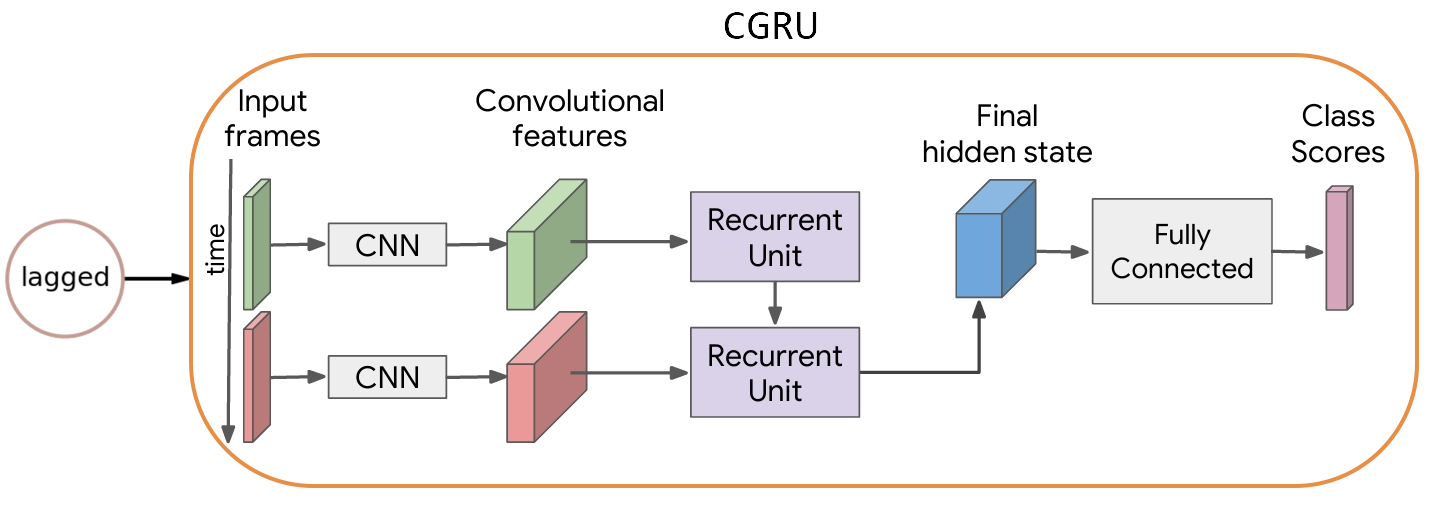 CGRU
Input
frames
Convolutional
features
Final
hidden state
Class
Scores
lagged
time
CNN
Recurrent
Unit
Fully
Connected
CNN
Recurrent
Unit